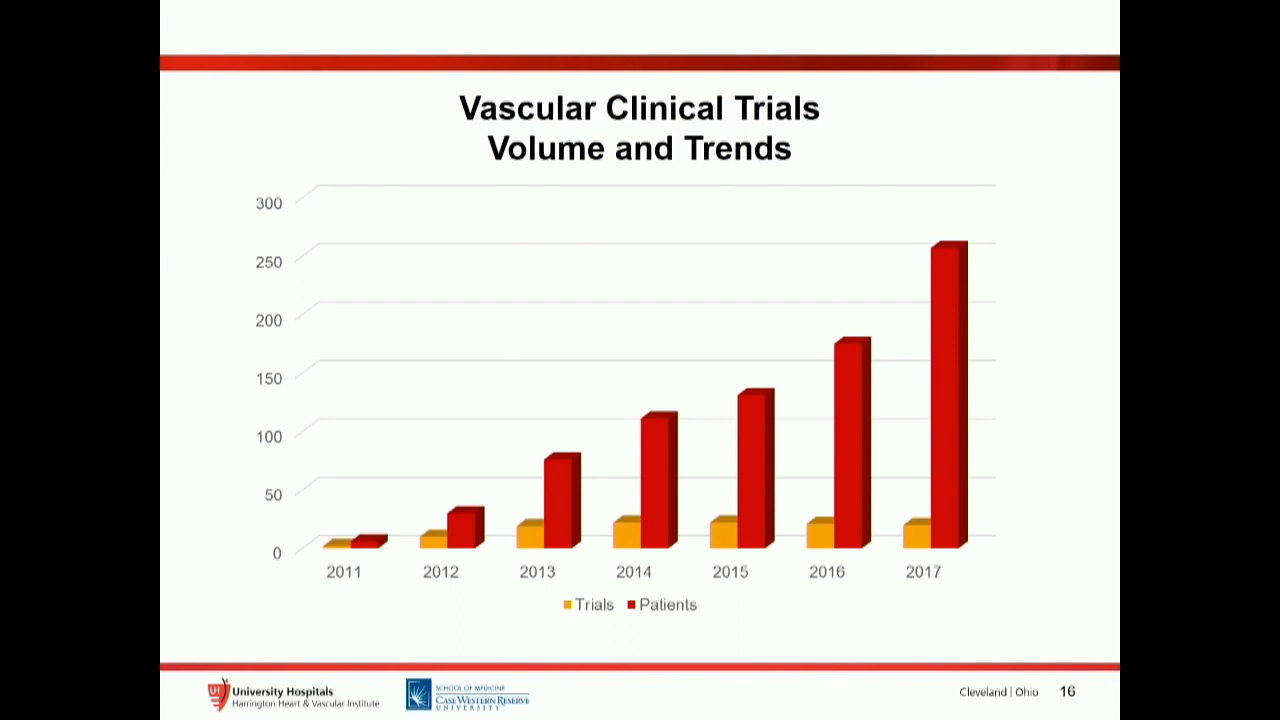 Vascular Clinical Trials
Volume and Trends
300
250
200
150
100
50
0
2011 2012 2013 2014 2015 2016 2017
Trials Patients
UH University Hospitals
Harrington Heart & Vascular Institute
SCHOOL OF MEDICINE
CASE WESTERN RESERVE
UNIVERSITY
Cleveland | Ohio 16